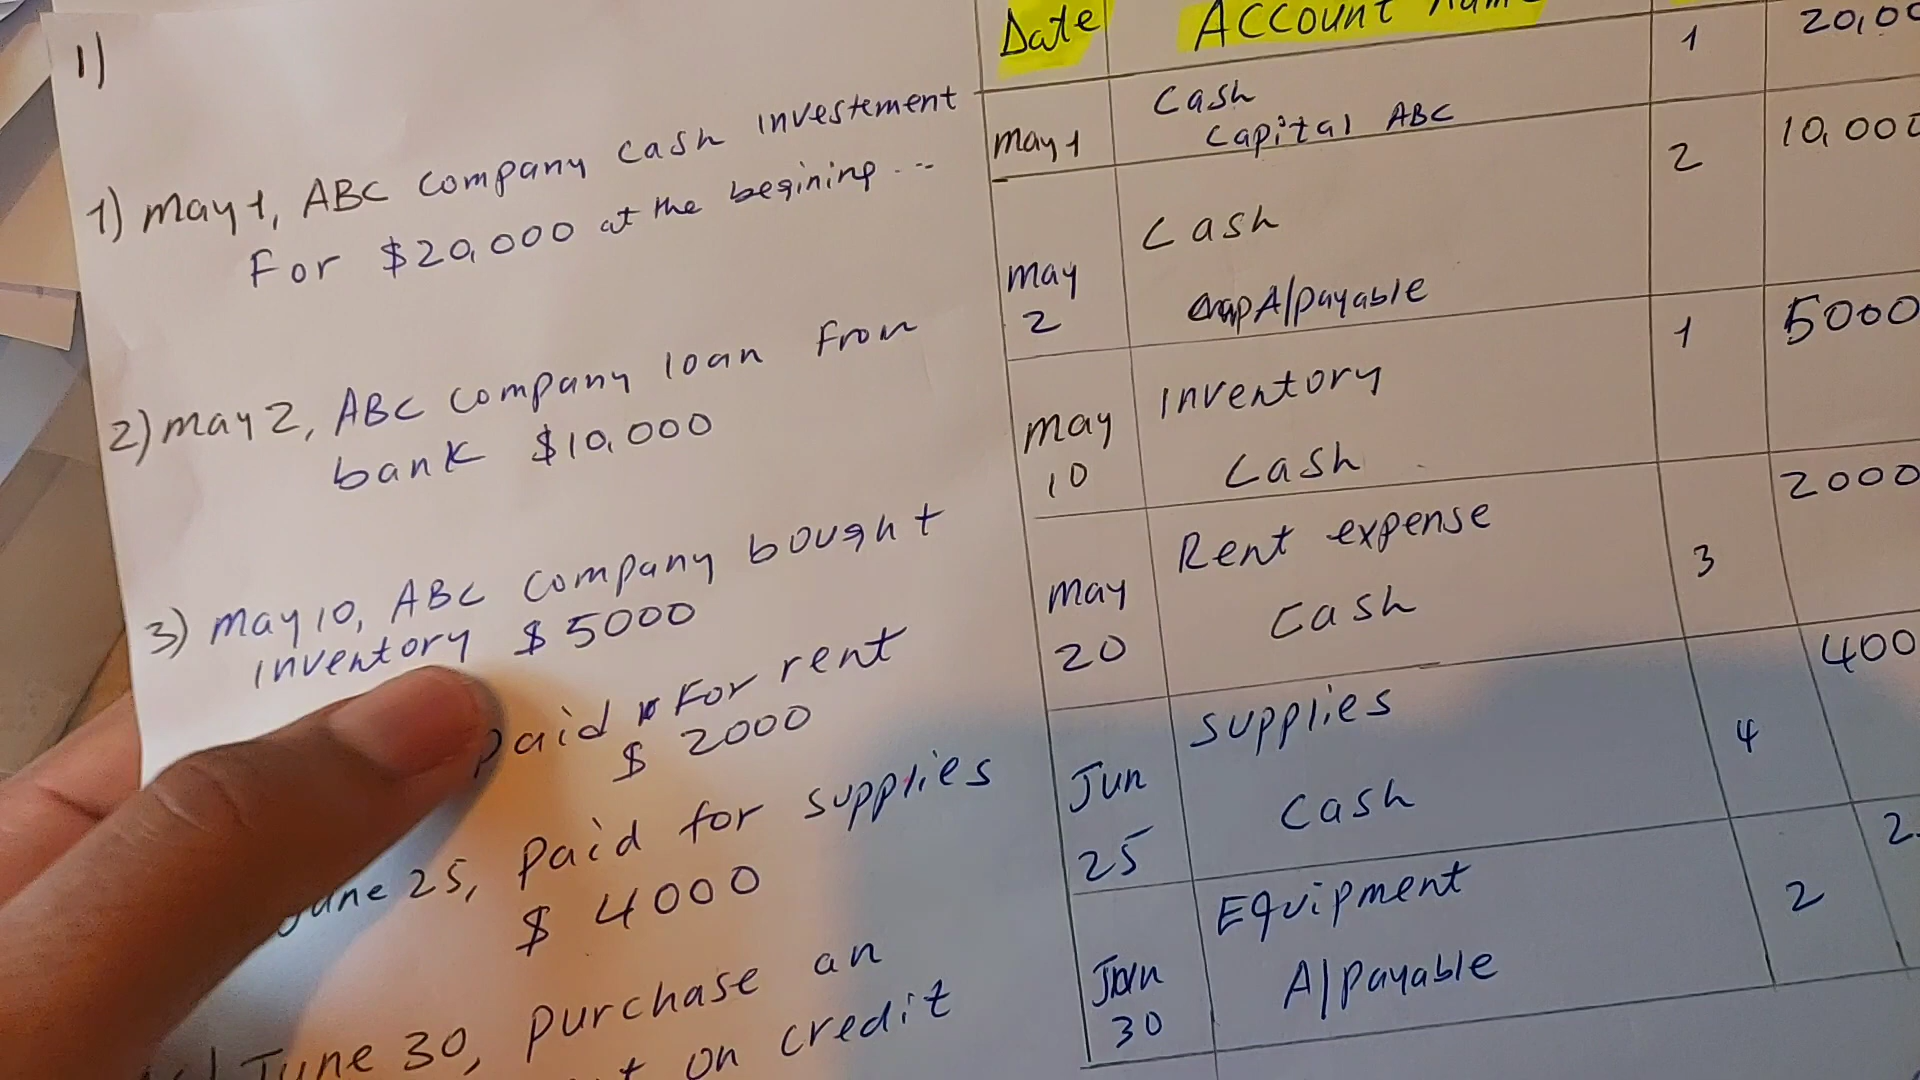 1)
1) May 1, ABC Company Cash investement
For $20,000 at the begining ...
2) May 2, ABC Company loan From
bank $10,000
3) May 10, ABC Company bought
inventory $5000
paid For rent
$ 2000
June 25, Paid for supplies
$ 4000
June 30, Purchase an
on credit
Date Account
1 20,00
May 1 Cash
Capital ABC
2 10,000
May 2 Cash
A/payable
1 5000
May 10 inventory
Cash
2000
May 20 Rent expense
Cash
3
400
Jun 25 supplies
Cash
4
2
Jun 30 Equipment
A/payable
2